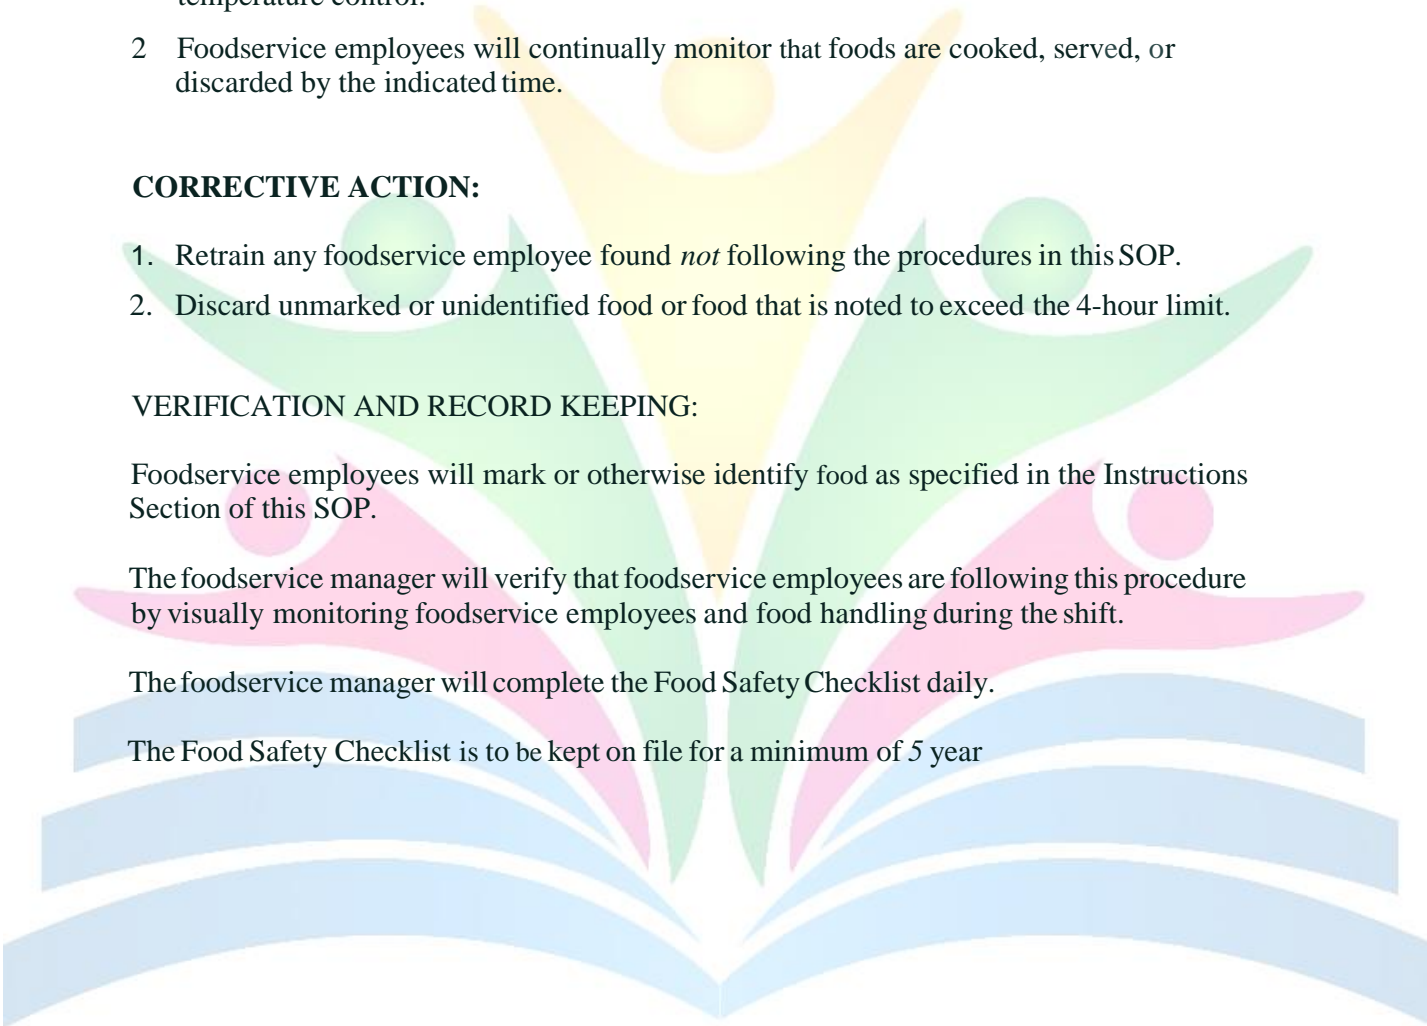 temperature control.
2 Foodservice employees will continually monitor that foods are cooked, served, or
discarded by the indicated time.
CORRECTIVE ACTION:
1. Retrain any foodservice employee found not following the procedures in this SOP.
2. Discard unmarked or unidentified food or food that is noted to exceed the 4-hour limit.
VERIFICATION AND RECORD KEEPING:
Foodservice employees will mark or otherwise identify food as specified in the Instructions
Section of this SOP.
The foodservice manager will verify that foodservice employees are following this procedure
by visually monitoring foodservice employees and food handling during the shift.
The foodservice manager will complete the Food Safety Checklist daily.
The Food Safety Checklist is to be kept on file for a minimum of 5 year